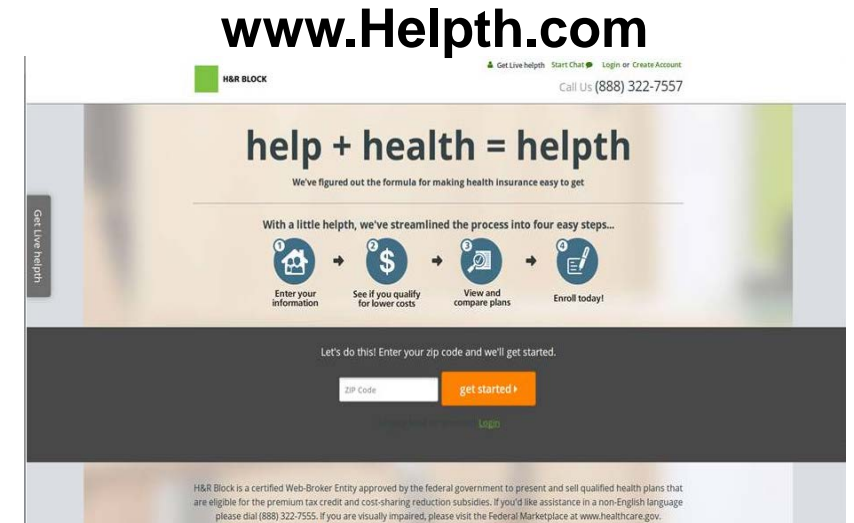 www.Helpth.com
Get Live helpth Start Chat Login or Create Account
H&R BLOCK
Call Us (888) 322-7557
help + health = helpth
We've figured out the formula for making health insurance easy to get
Get Live helpth
With a little helpth, we've streamlined the process into four easy steps...
1 2 3 4
$
Enter your information
See if you qualify for lower costs
View and compare plans
Enroll today!
Let's do this! Enter your zip code and we'll get started.
ZIP Code
get started
Login
H&R Block is a certified Web-Broker Entity approved by the federal government to present and sell qualified health plans that
are eligible for the premium tax credit and cost-sharing reduction subsidies. If you'd like assistance in a non-English language
please dial (888) 322-7555. If you are visually impaired, please visit the Federal Marketplace at www.healthcare.gov.